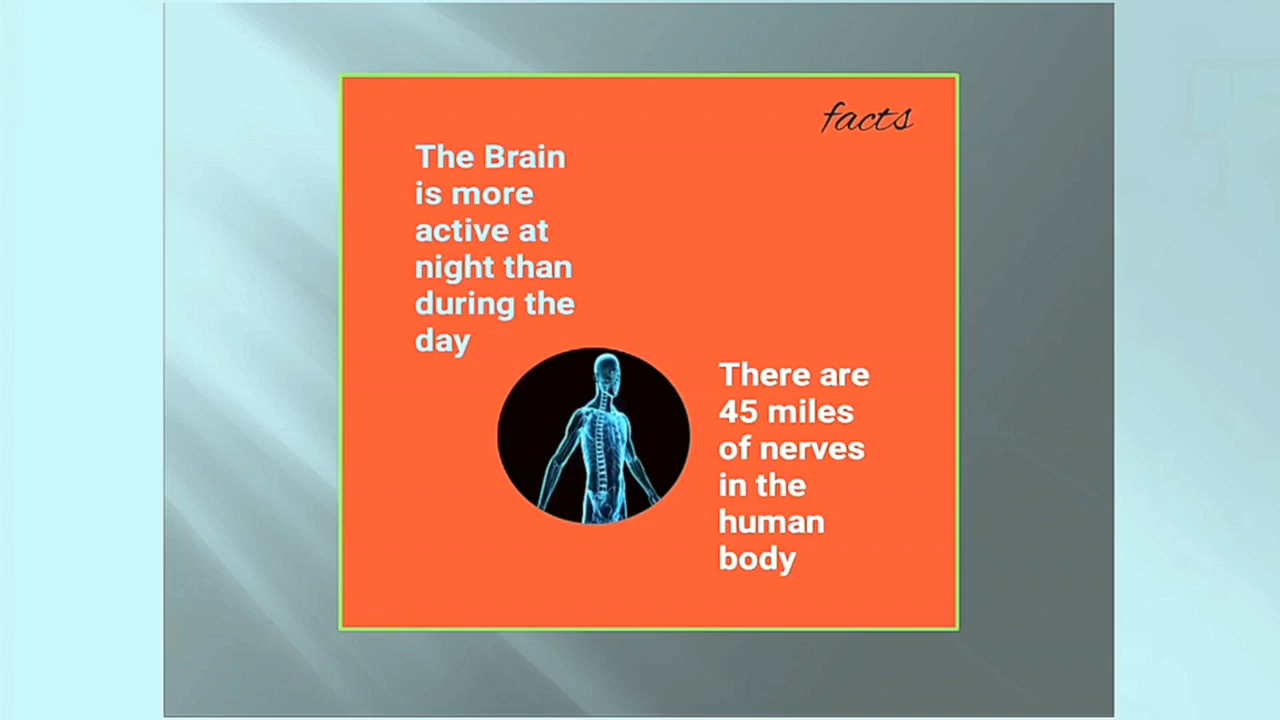 facts
The Brain
is more
active at
night than
during the
day
There are
45 miles
of nerves
in the
human
body